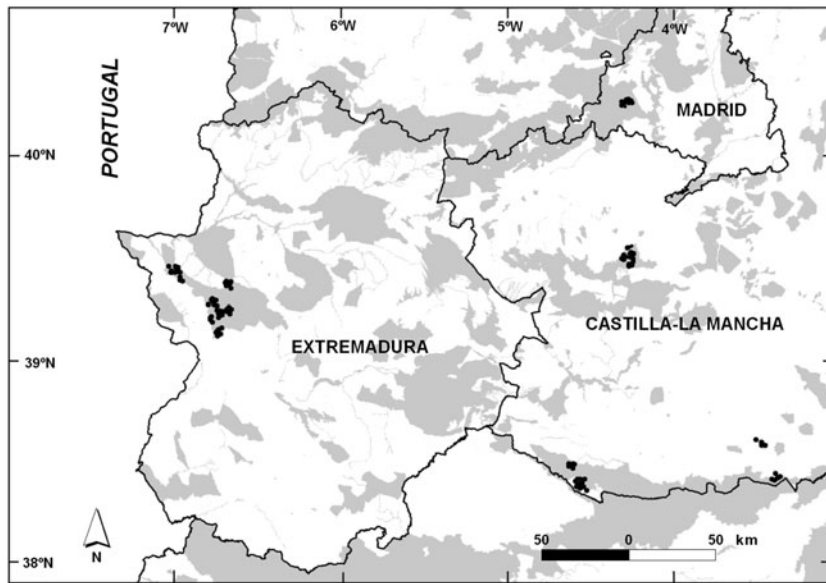 7ºW 6ºW 5ºW 4ºW
PORTUGAL
MADRID
40ºN
CASTILLA-LA MANCHA
EXTREMADURA
39ºN
N
50 0 50 km
38ºN